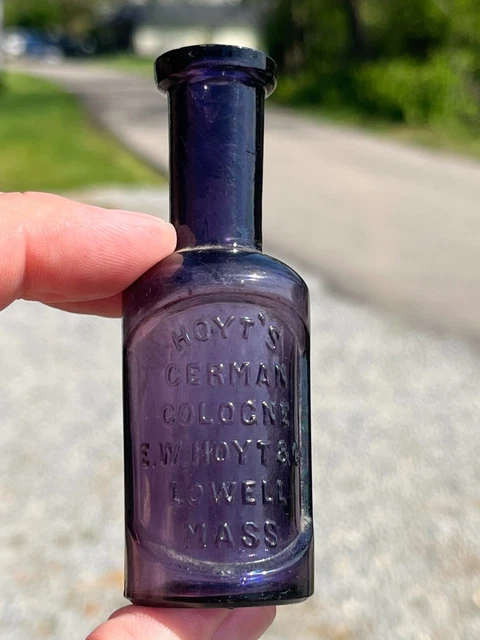 HOYT'S
GERMAN
COLOGNE
E.W.HOYT&C
LOWELL
MASS